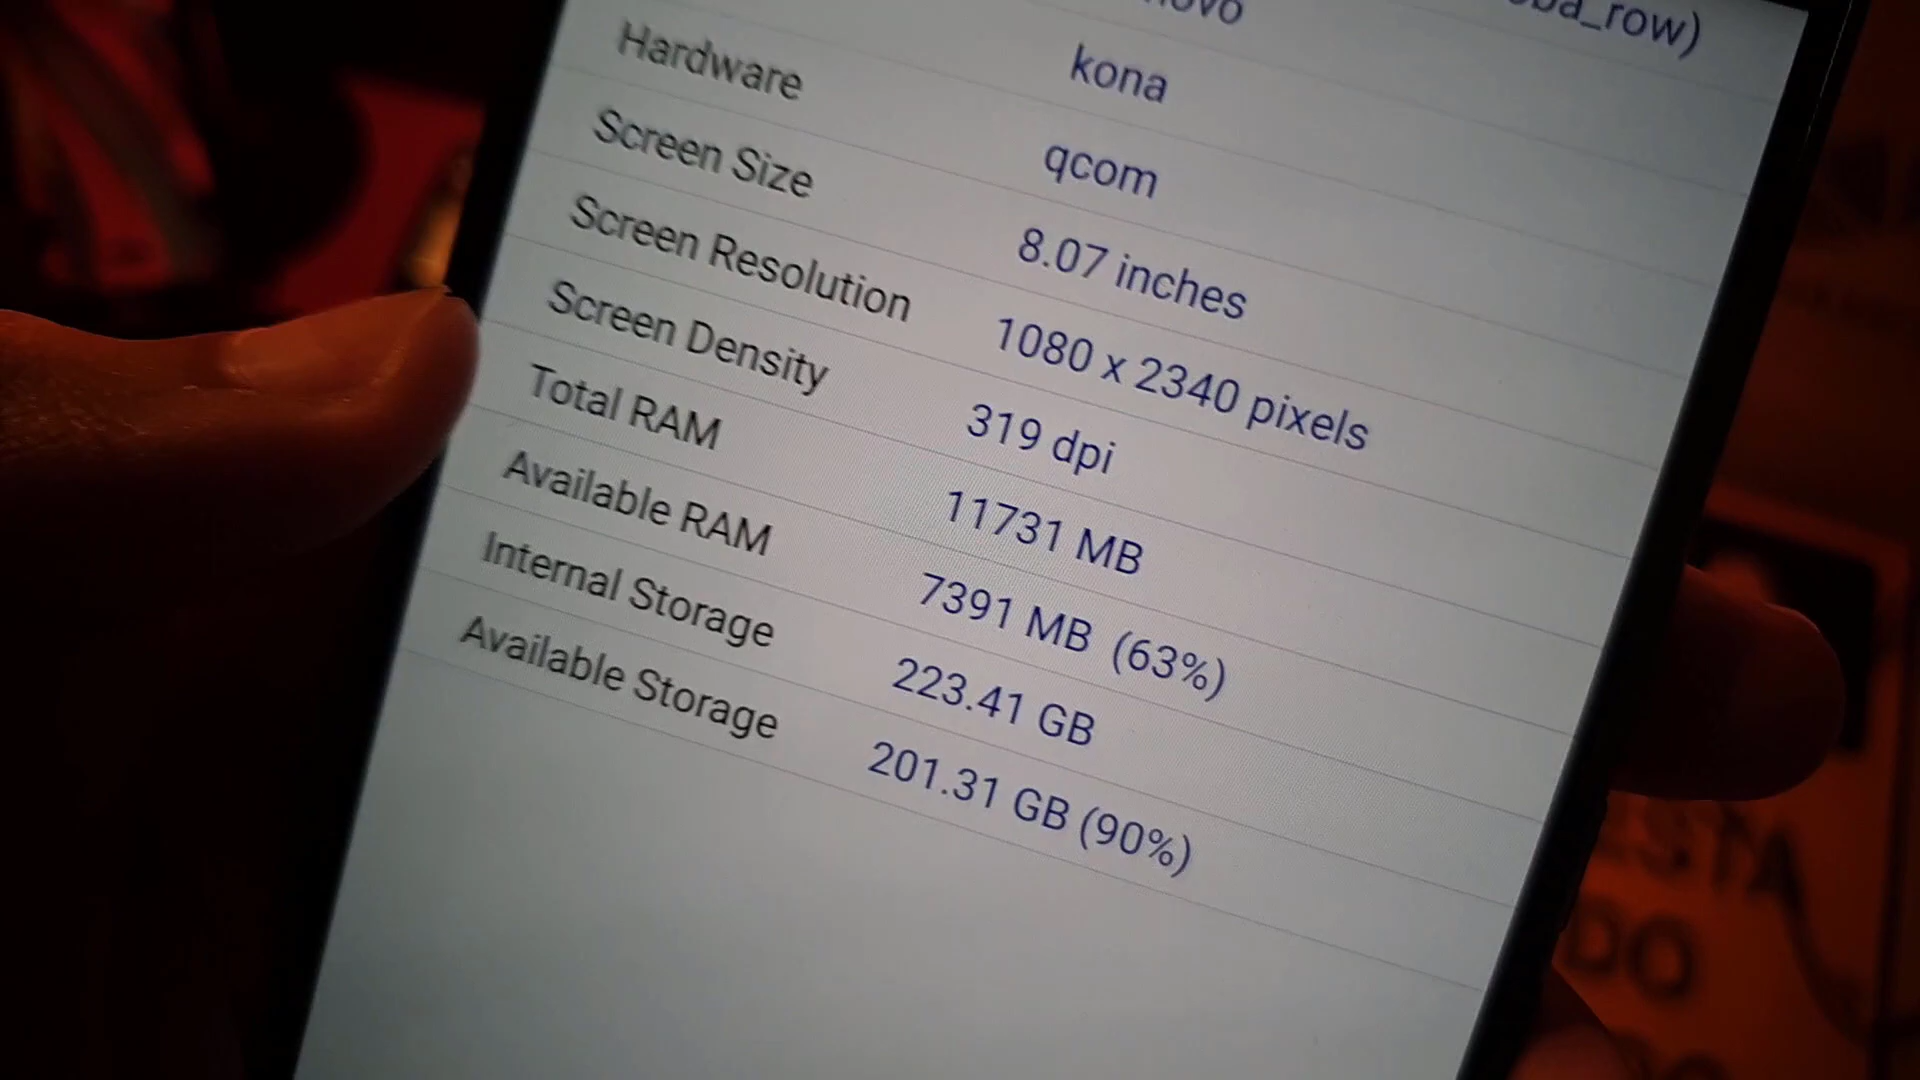 kona
Hardware qcom
Screen Size 8.07 inches
Screen Resolution 1080 x 2340 pixels
Screen Density 319 dpi
Total RAM 11731 MB
Available RAM 7391 MB (63%)
Internal Storage 223.41 GB
Available Storage 201.31 GB (90%)
DO